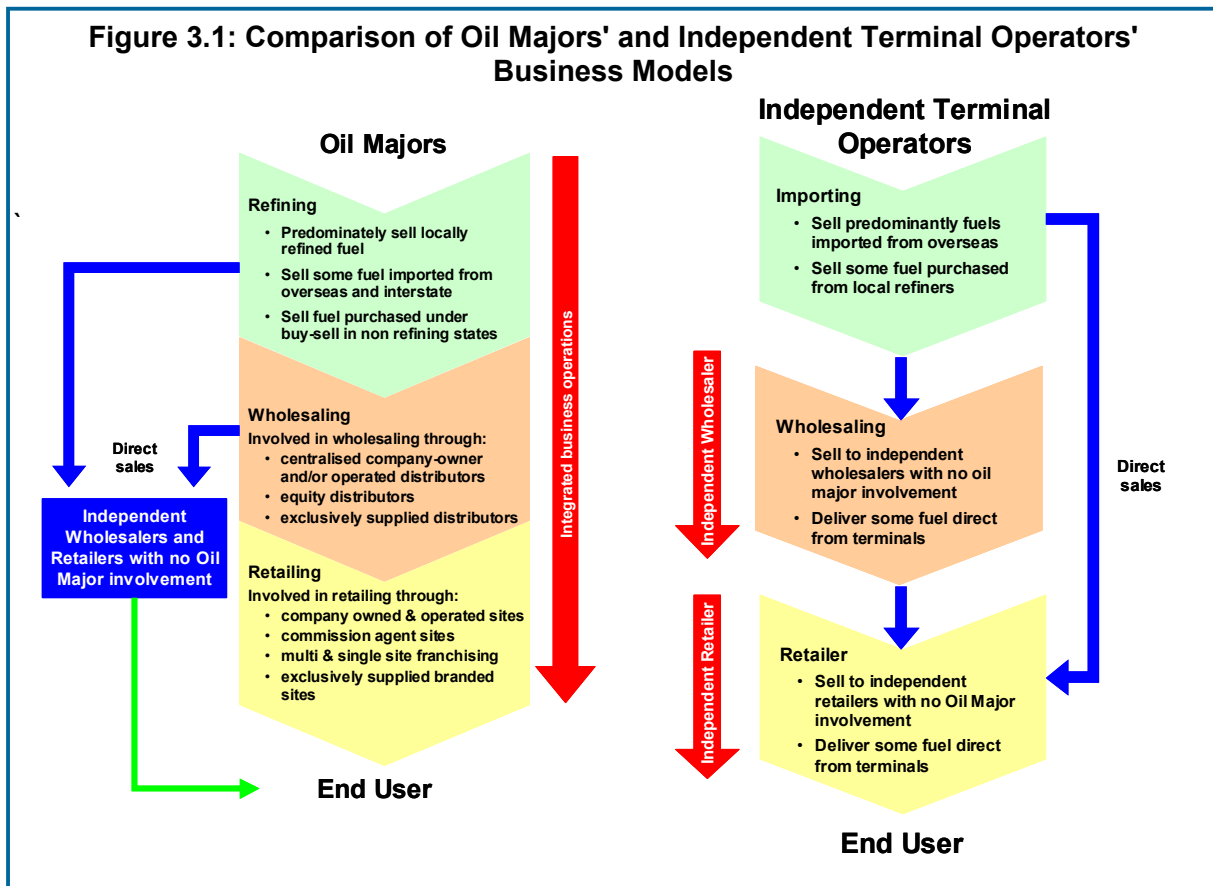 Figure 3.1: Comparison of Oil Majors' and Independent Terminal Operators'
Business Models
Oil Majors
Refining
• Predominately sell locally
refined fuel
• Sell some fuel imported from
overseas and interstate
• Sell fuel purchased under
buy-sell in non refining states
Wholesaling
Involved in wholesaling through:
• centralised company-owner
and/or operated distributors
• equity distributors
• exclusively supplied distributors
Retailing
Involved in retailing through:
• company owned & operated sites
• commission agent sites
• multi & single site franchising
• exclusively supplied branded
sites
End User
`
Direct
sales
Independent
Wholesalers and
Retailers with no Oil
Major involvement
Integrated business operations
Independent Terminal
Operators
Importing
• Sell predominantly fuels
imported from overseas
• Sell some fuel purchased
from local refiners
Independent Wholesaler
Wholesaling
• Sell to independent
wholesalers with no oil
major involvement
• Deliver some fuel direct
from terminals
Direct
sales
Independent Retailer
Retailer
• Sell to independent
retailers with no Oil Major
involvement
• Deliver some fuel direct
from terminals
End User